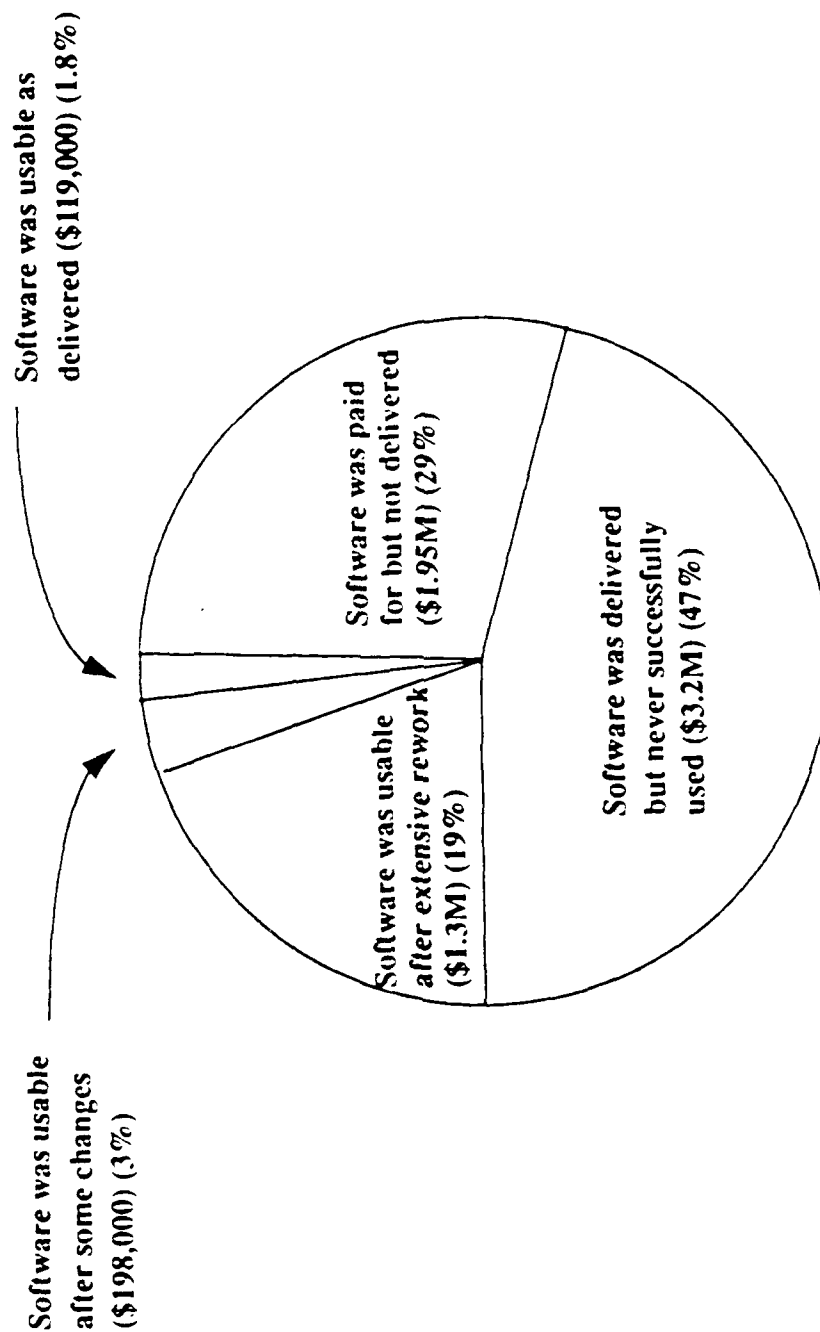 Software was usable
after some changes
($198,000) (3%)
Software was usable as
delivered ($119,000) (1.8%)
Software was paid
for but not delivered
($1.95M) (29%)
Software was usable
after extensive rework
($1.3M) (19%)
Software was delivered
but never successfully
used ($3.2M) (47%)